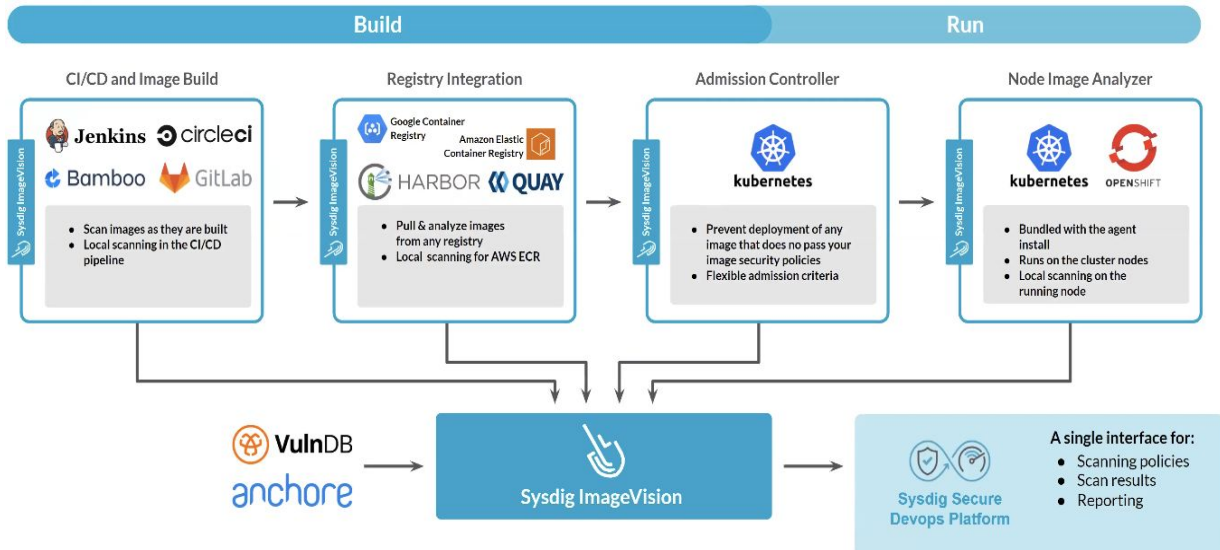 Build
Run
CI/CD and Image Build
Registry Integration
Admission Controller
Node Image Analyzer
Sysdig ImageVision
Jenkins
circleci
Bamboo
GitLab
• Scan images as they are built
• Local scanning in the CI/CD
pipeline
Sysdig ImageVision
Google Container
Registry
Amazon Elastic
Container Registry
HARBOR
QUAY
• Pull & analyze images
from any registry
• Local scanning for AWS ECR
Sysdig ImageVision
kubernetes
• Prevent deployment of any
image that does no pass your
image security policies
• Flexible admission criteria
Sysdig ImageVision
kubernetes
OPENSHIFT
• Bundled with the agent
install
• Runs on the cluster nodes
• Local scanning on the
running node
VulnDB
anchore
Sysdig ImageVision
Sysdig Secure
Devops Platform
A single interface for:
• Scanning policies
• Scan results
• Reporting